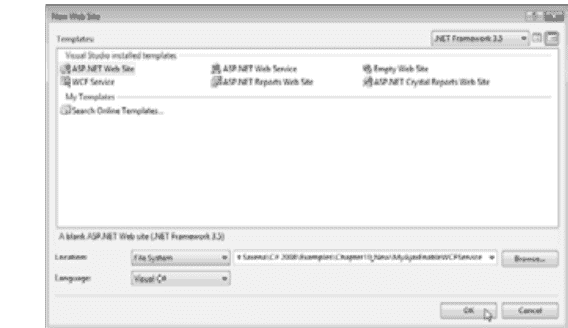 New Web Site
Templates: .NET Framework 3.5
Visual Studio installed templates
ASP.NET Web Site ASP.NET Web Service Empty Web Site
WCF Service ASP.NET Reports Web Site ASP.NET Crystal Reports Web Site
My Templates
Search Online Templates...
A blank ASP.NET Web site (.NET Framework 3.5)
Location: File System C# 2008 Browse...
Language: Visual C#
OK Cancel